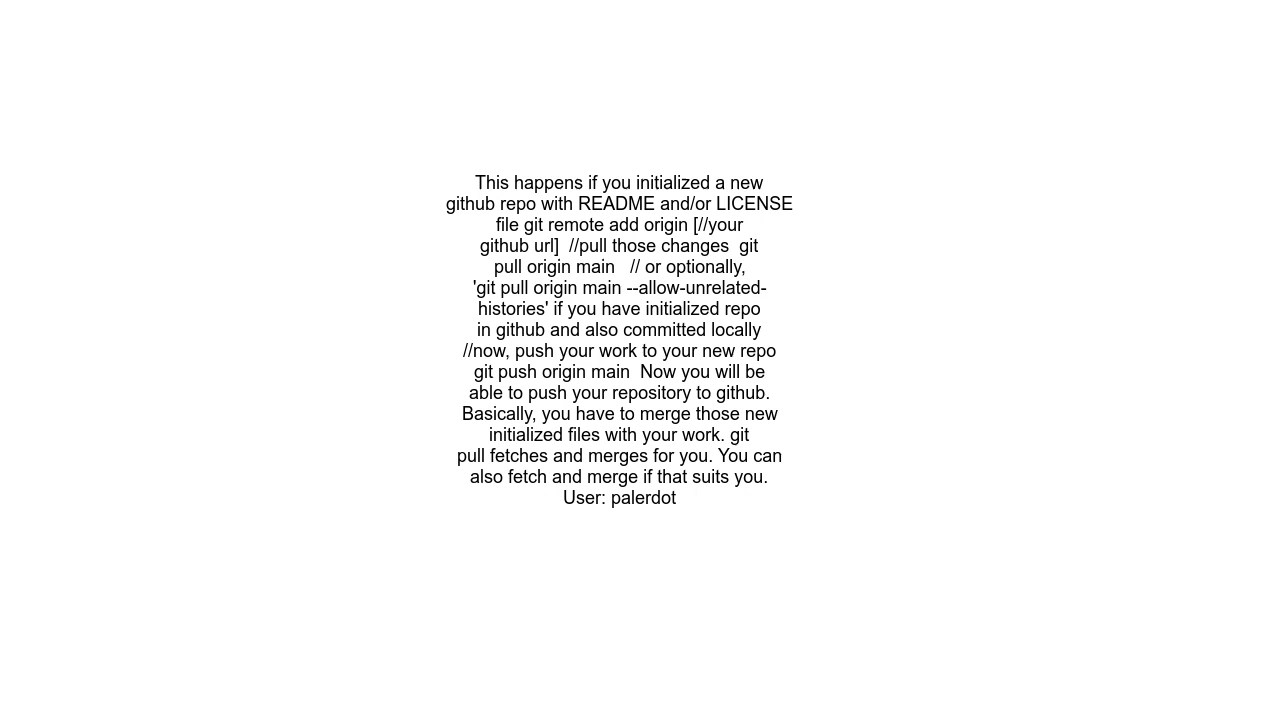 This happens if you initialized a new
github repo with README and/or LICENSE
file git remote add origin [//your
github url]  //pull those changes  git
pull origin main   // or optionally,
'git pull origin main --allow-unrelated-
histories' if you have initialized repo
in github and also committed locally
//now, push your work to your new repo
git push origin main  Now you will be
able to push your repository to github.
Basically, you have to merge those new
initialized files with your work. git
pull fetches and merges for you. You can
also fetch and merge if that suits you.
User: palerdot